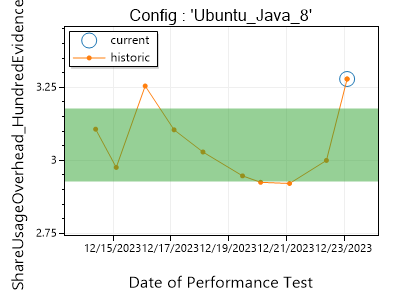 Config : 'Ubuntu_Java_8'
current
historic
ShareUsageOverhead_HundredEvidence
3.25
3
2.75
12/15/2023 12/17/2023 12/19/2023 12/21/2023 12/23/2023
Date of Performance Test